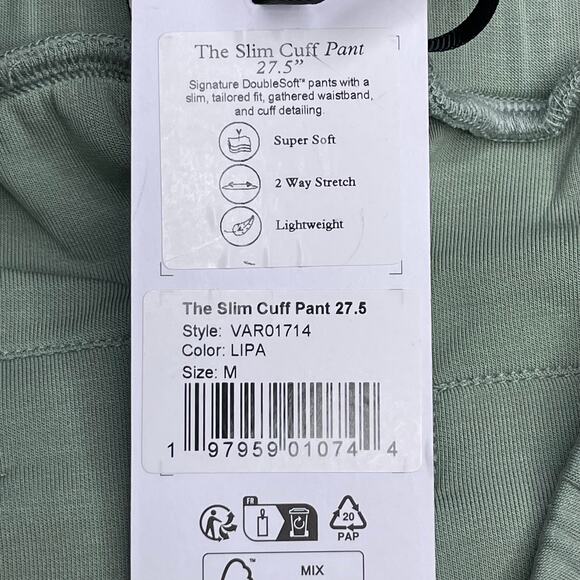 The Slim Cuff Pant
27.5”
Signature DoubleSoft™ pants with a
slim, tailored fit, gathered waistband,
and cuff detailing.
Super Soft
2 Way Stretch
Lightweight
The Slim Cuff Pant 27.5
Style: VAR01714
Color: LIPA
Size: M
1 97959 01074 4
FR
20
PAP
MIX